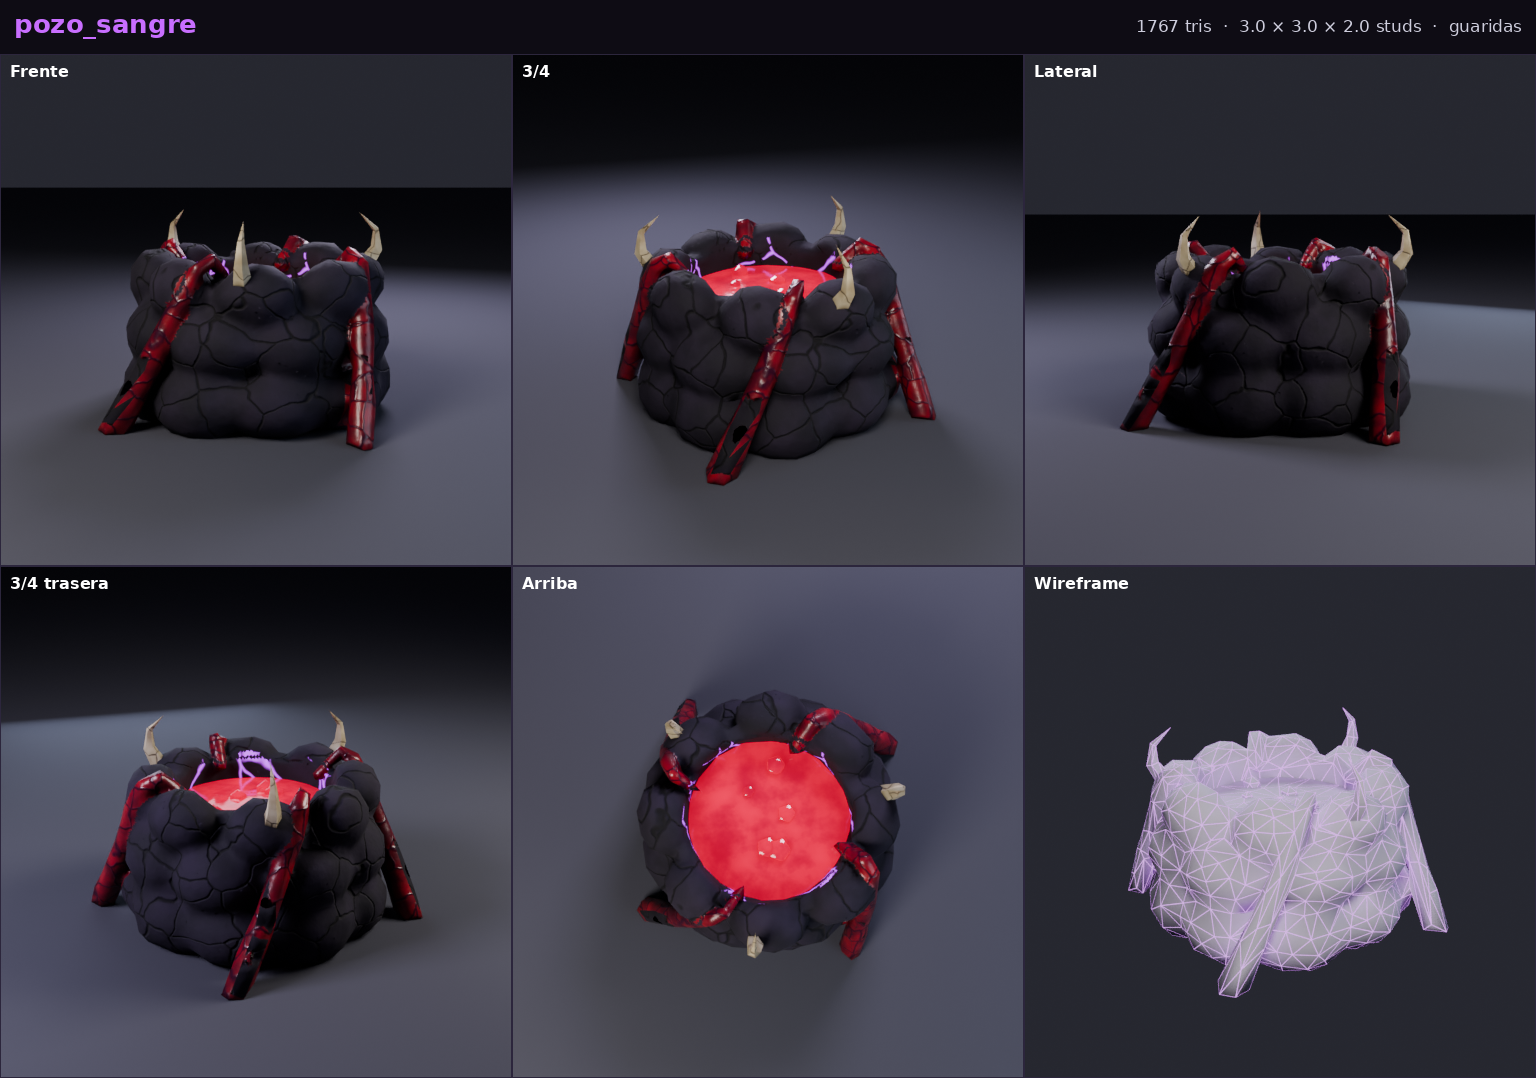 pozo_sangre
1767 tris · 3.0 × 3.0 × 2.0 studs · guaridas
Frente
3/4
Lateral
3/4 trasera
Arriba
Wireframe